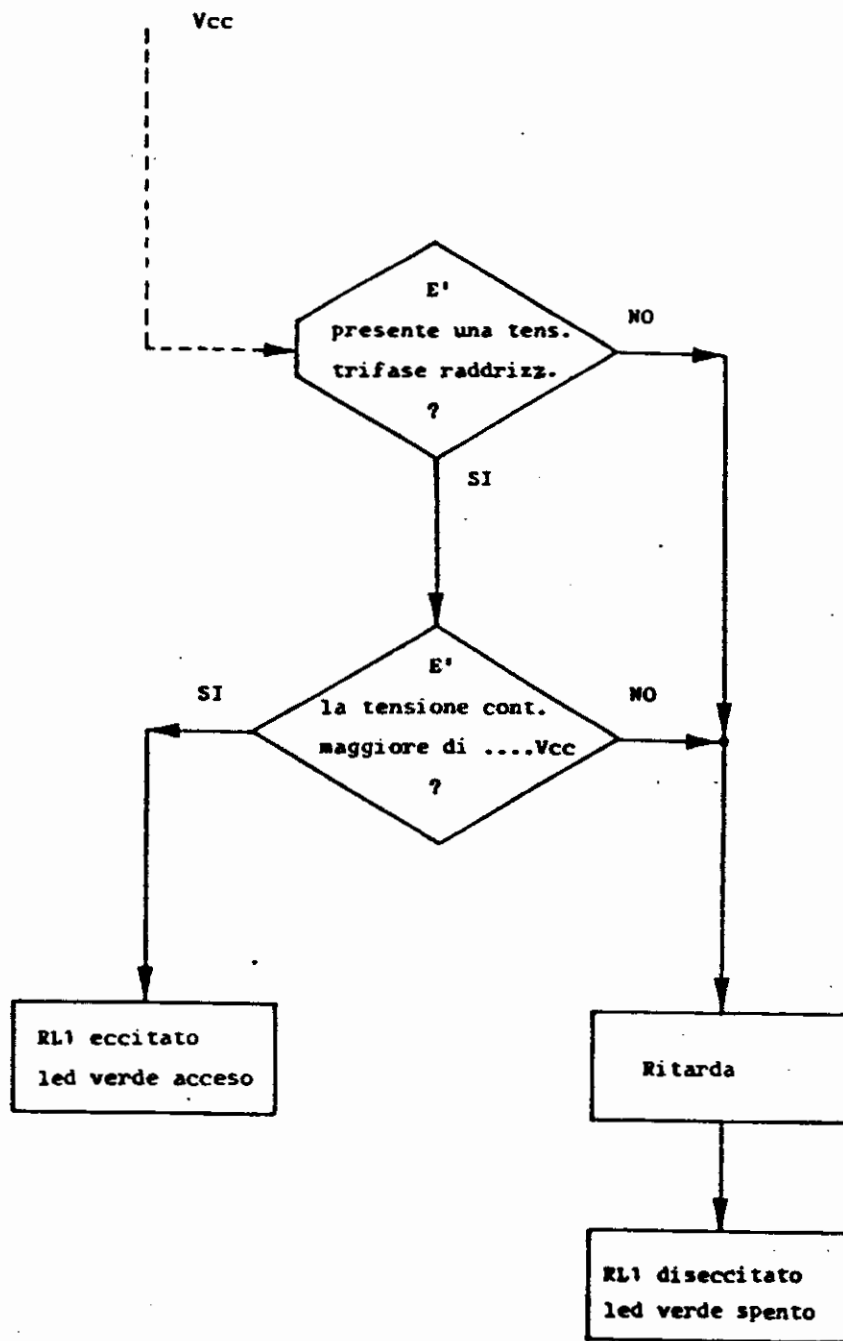 Vcc
E'
presente una tens.
trifase raddrizz.
?
NO
SI
E'
la tensione cont.
maggiore di ....Vcc
?
SI
NO
RL1 eccitato
led verde acceso
Ritarda
RL1 diseccitato
led verde spento